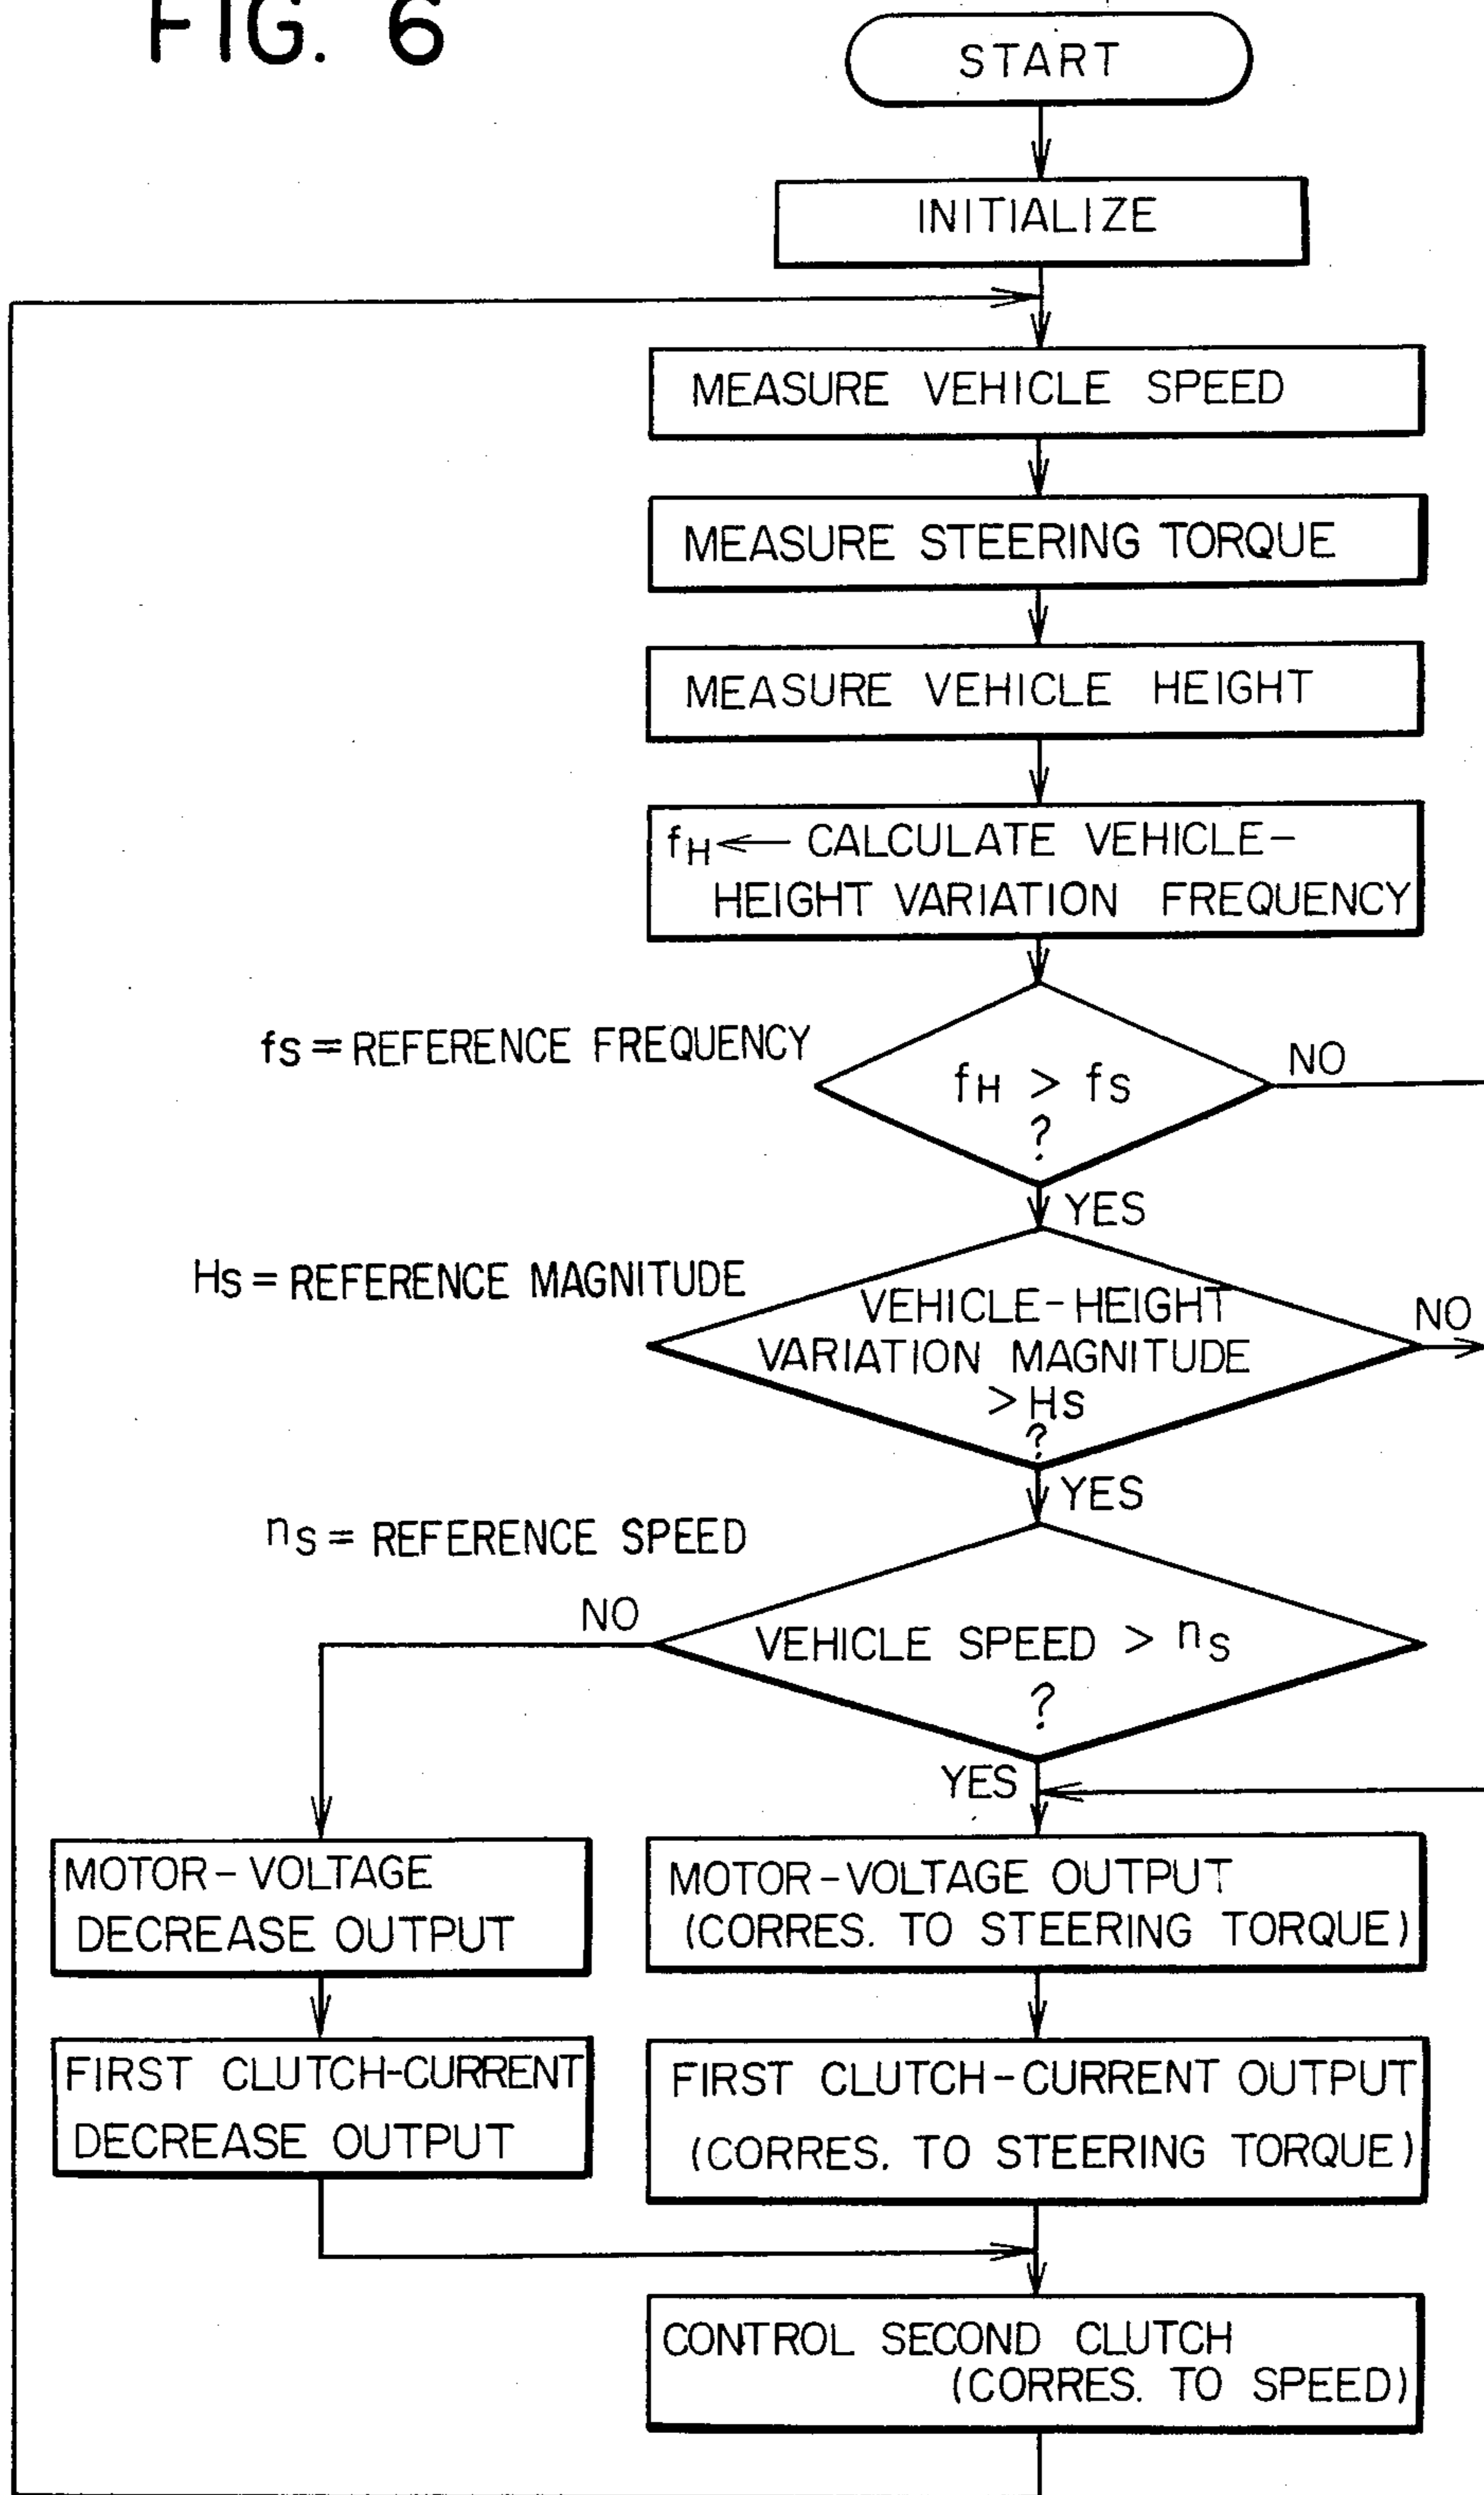 FIG. 6
START
INITIALIZE
MEASURE VEHICLE SPEED
MEASURE STEERING TORQUE
MEASURE VEHICLE HEIGHT
fH← CALCULATE VEHICLE-
HEIGHT VARIATION FREQUENCY
fS = REFERENCE FREQUENCY
fH > fS
?
NO
YES
HS = REFERENCE MAGNITUDE
VEHICLE-HEIGHT
VARIATION MAGNITUDE
> HS
?
NO
YES
nS = REFERENCE SPEED
NO
VEHICLE SPEED > nS
?
YES
MOTOR-VOLTAGE
DECREASE OUTPUT
MOTOR-VOLTAGE OUTPUT
(CORRES. TO STEERING TORQUE)
FIRST CLUTCH-CURRENT
DECREASE OUTPUT
FIRST CLUTCH-CURRENT OUTPUT
(CORRES. TO STEERING TORQUE)
CONTROL SECOND CLUTCH
(CORRES. TO SPEED)